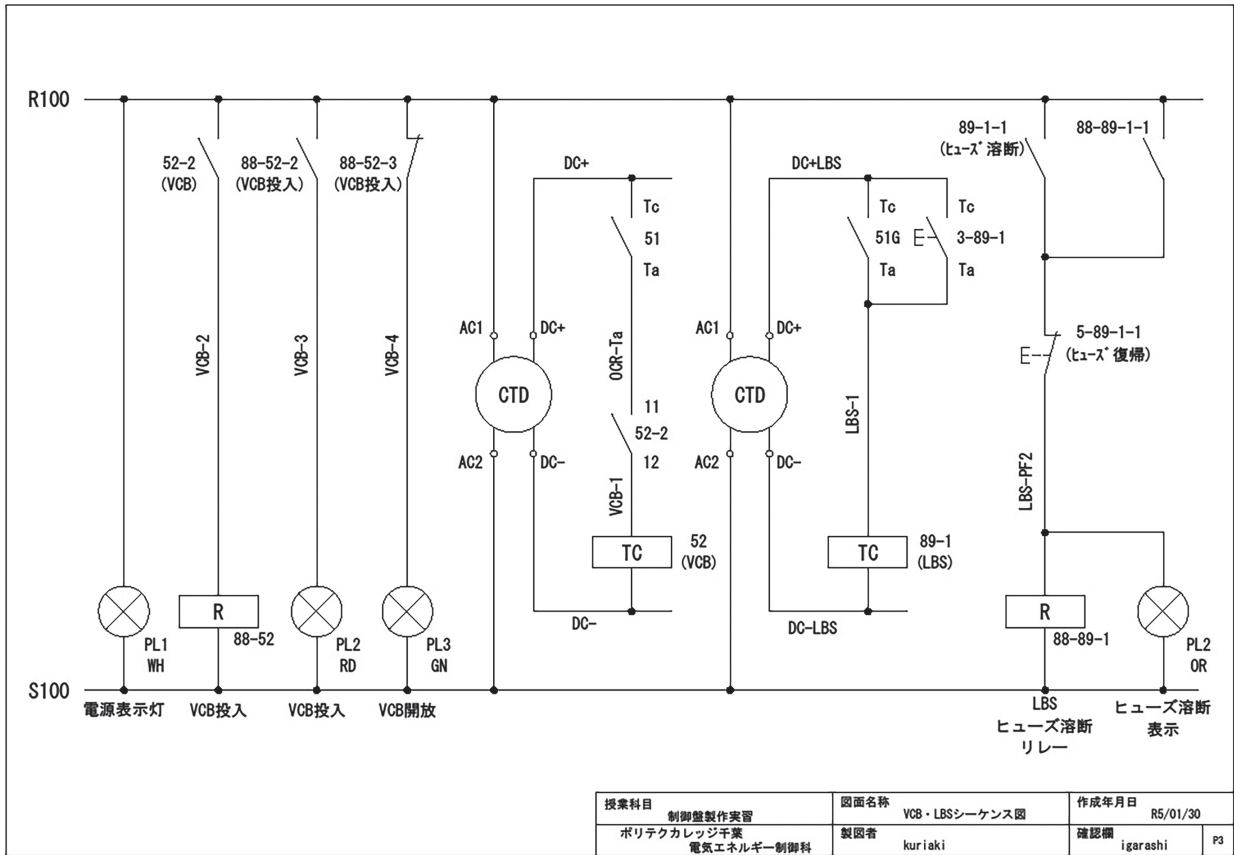 R100
52-2
(VCB)
88-52-2
(VCB投入)
88-52-3
(VCB投入)
DC+
Tc
51
Ta
DC+LBS
Tc
51G
Ta
Tc
3-89-1
Ta
89-1-1
(ﾋｭｰｽﾞ溶断)
88-89-1-1
VCB-2
VCB-3
VCB-4
AC1
DC+
CTD
AC2
DC-
OCR-Ta
11
52-2
12
VCB-1
AC1
DC+
CTD
AC2
DC-
LBS-1
5-89-1-1
(ﾋｭｰｽﾞ復帰)
LBS-PF2
TC
52
(VCB)
TC
89-1
(LBS)
PL1
WH
R
88-52
PL2
RD
PL3
GN
DC-
DC-LBS
R
88-89-1
PL2
OR
S100
電源表示灯
VCB投入
VCB投入
VCB開放
LBS
ヒューズ溶断
リレー
ヒューズ溶断
表示
授業科目
制御盤製作実習
図面名称
VCB・LBSシーケンス図
作成年月日
R5/01/30
ポリテクカレッジ千葉
電気エネルギー制御科
製図者
kuriaki
確認欄
igarashi
P3